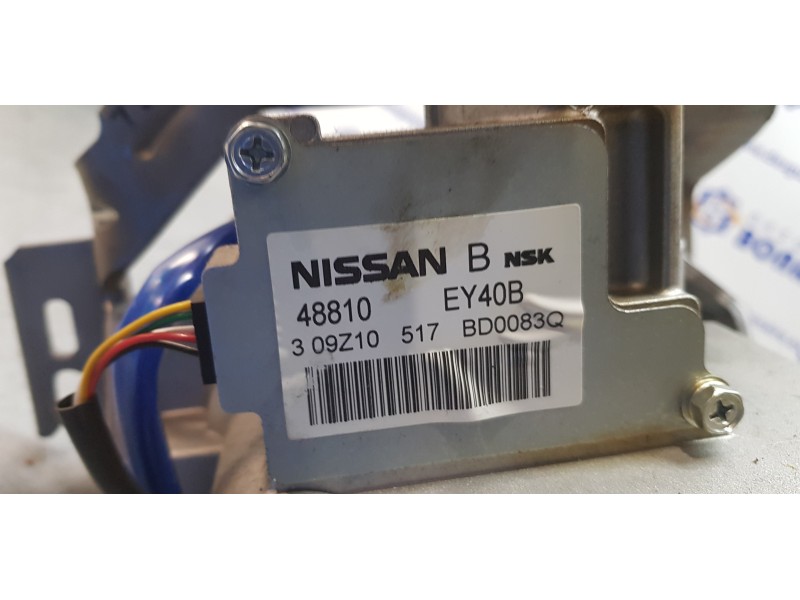 NISSAN B NSK
48810 EY40B
3 09Z10 517 BD0083Q